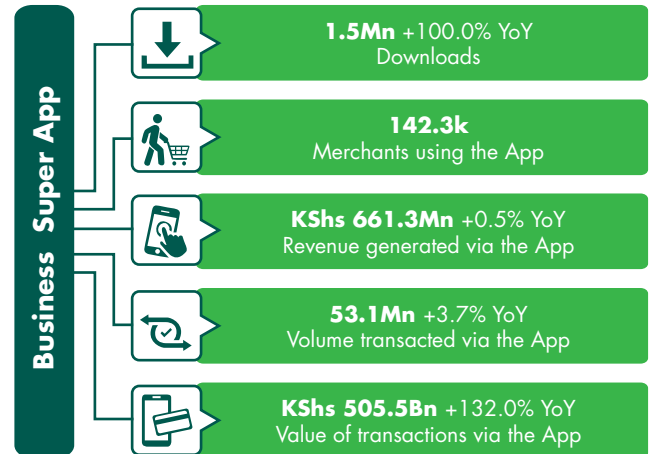 Business Super App
1.5Mn +100.0% YoY
Downloads
142.3k
Merchants using the App
KShs 661.3Mn +0.5% YoY
Revenue generated via the App
53.1Mn +3.7% YoY
Volume transacted via the App
KShs 505.5Bn +132.0% YoY
Value of transactions via the App